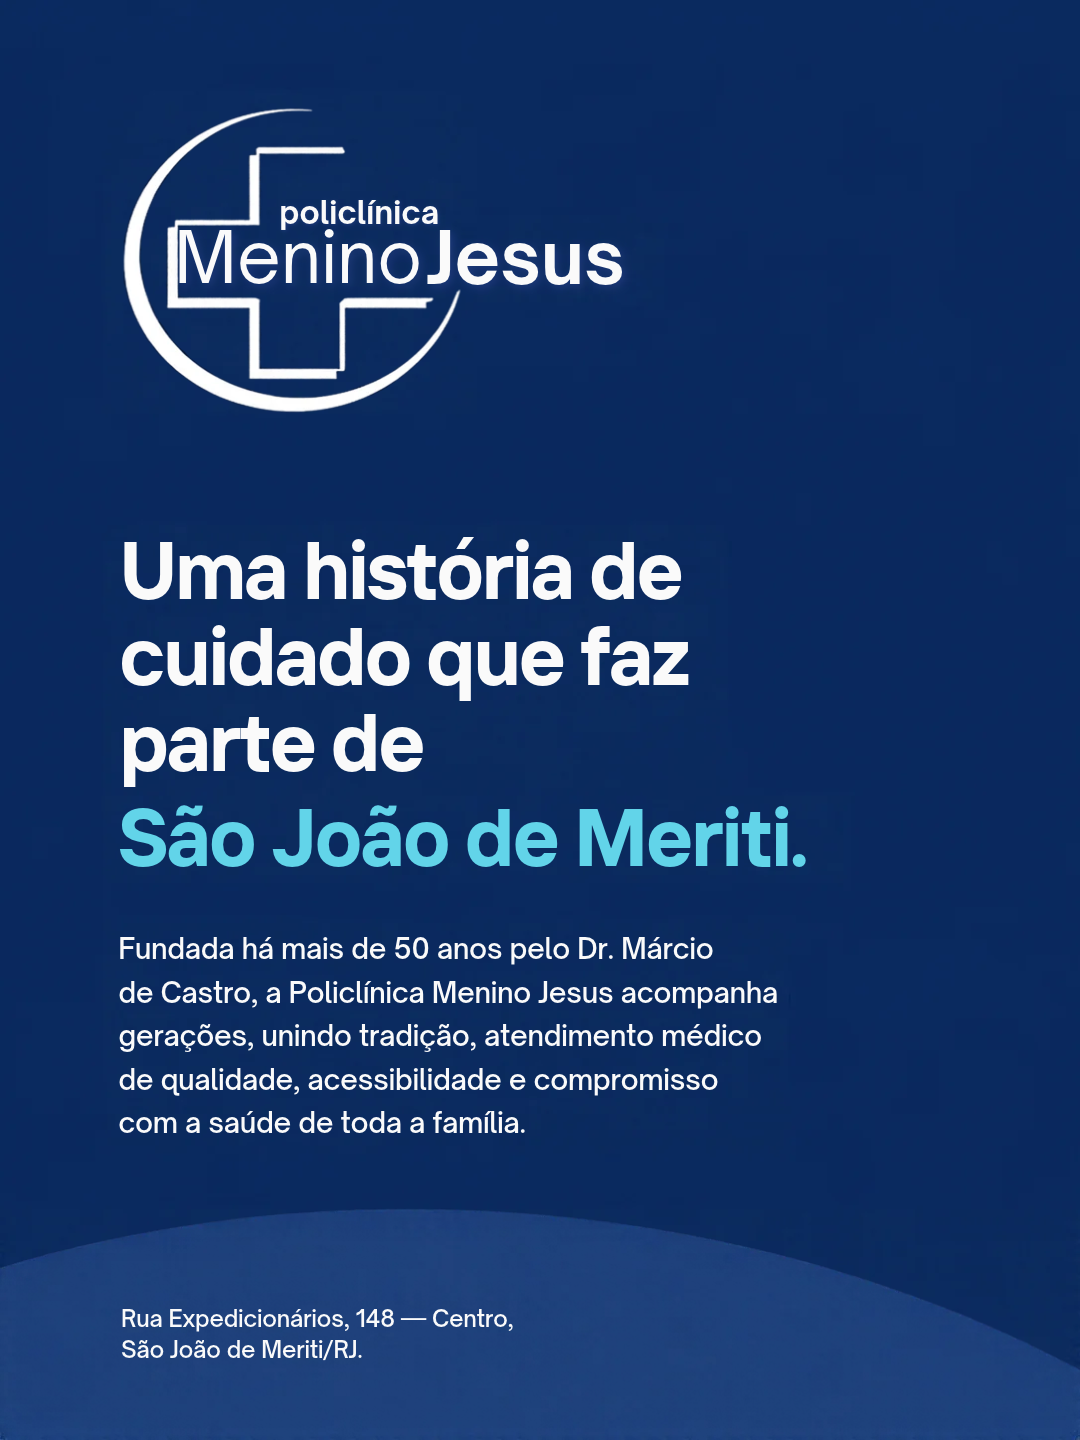 policlínica
Menino Jesus
Uma história de
cuidado que faz
parte de
São João de Meriti.
Fundada há mais de 50 anos pelo Dr. Márcio
de Castro, a Policlínica Menino Jesus acompanha
gerações, unindo tradição, atendimento médico
de qualidade, acessibilidade e compromisso
com a saúde de toda a família.
Rua Expedicionários, 148 — Centro,
São João de Meriti/RJ.